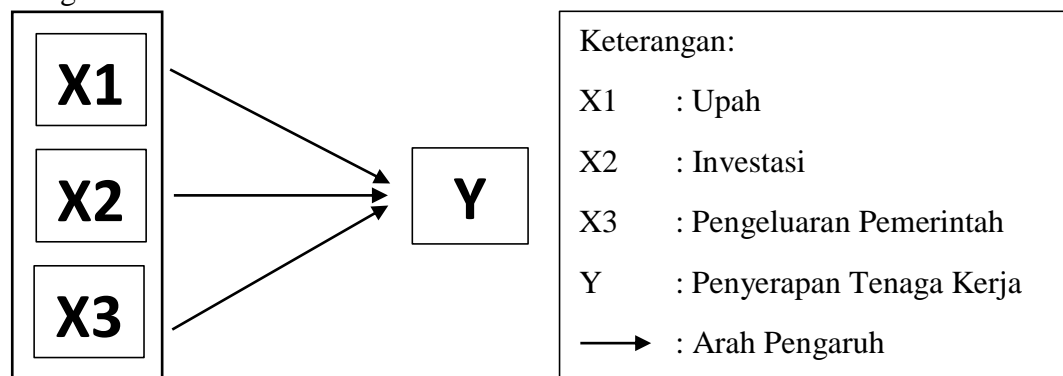 X1
X2
X3
Y
Keterangan:
X1 : Upah
X2 : Investasi
X3 : Pengeluaran Pemerintah
Y : Penyerapan Tenaga Kerja
: Arah Pengaruh